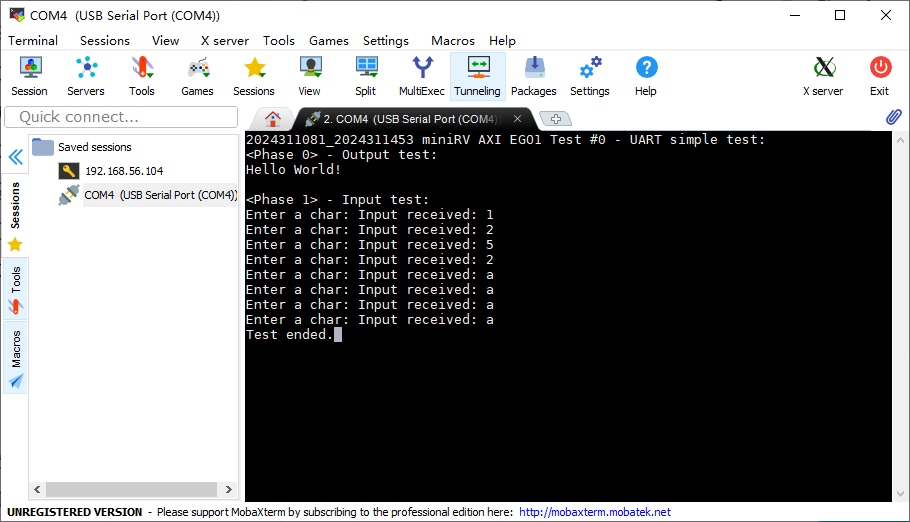 COM4  (USB Serial Port (COM4))
Terminal Sessions View X server Tools Games Settings Macros Help
Session Servers Tools Games Sessions View Split MultiExec Tunneling Packages Settings Help X server Exit
Quick connect...
2. COM4  (USB Serial Port (COM4)
Saved sessions
192.168.56.104
COM4  (USB Serial Port (COM4))
Sessions
Tools
Macros
2024311081_2024311453 miniRV AXI EGO1 Test #0 - UART simple test:
<Phase 0> - Output test:
Hello World!
<Phase 1> - Input test:
Enter a char: Input received: 1
Enter a char: Input received: 2
Enter a char: Input received: 5
Enter a char: Input received: 2
Enter a char: Input received: a
Enter a char: Input received: a
Enter a char: Input received: a
Enter a char: Input received: a
Test ended.
UNREGISTERED VERSION - Please support MobaXterm by subscribing to the professional edition here: http://mobaxterm.mobatek.net